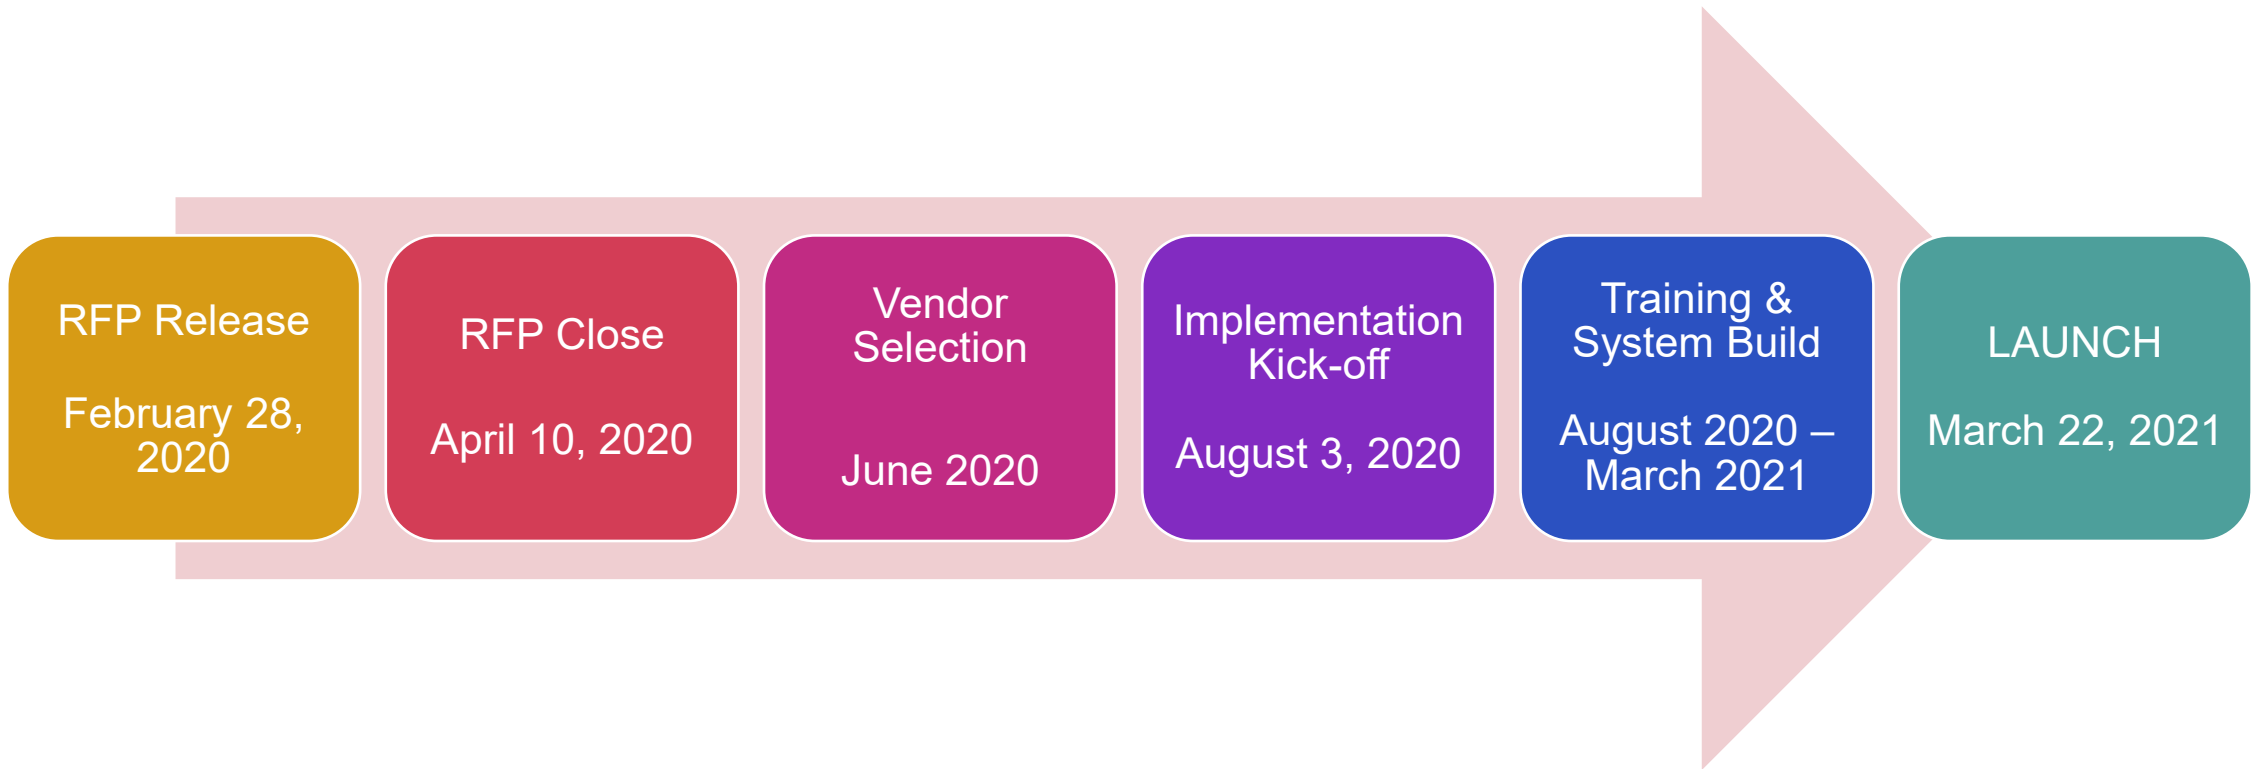 RFP Release
February 28,
2020
RFP Close
April 10, 2020
Vendor
Selection
June 2020
Implementation
Kick-off
August 3, 2020
Training &
System Build
August 2020 –
March 2021
LAUNCH
March 22, 2021